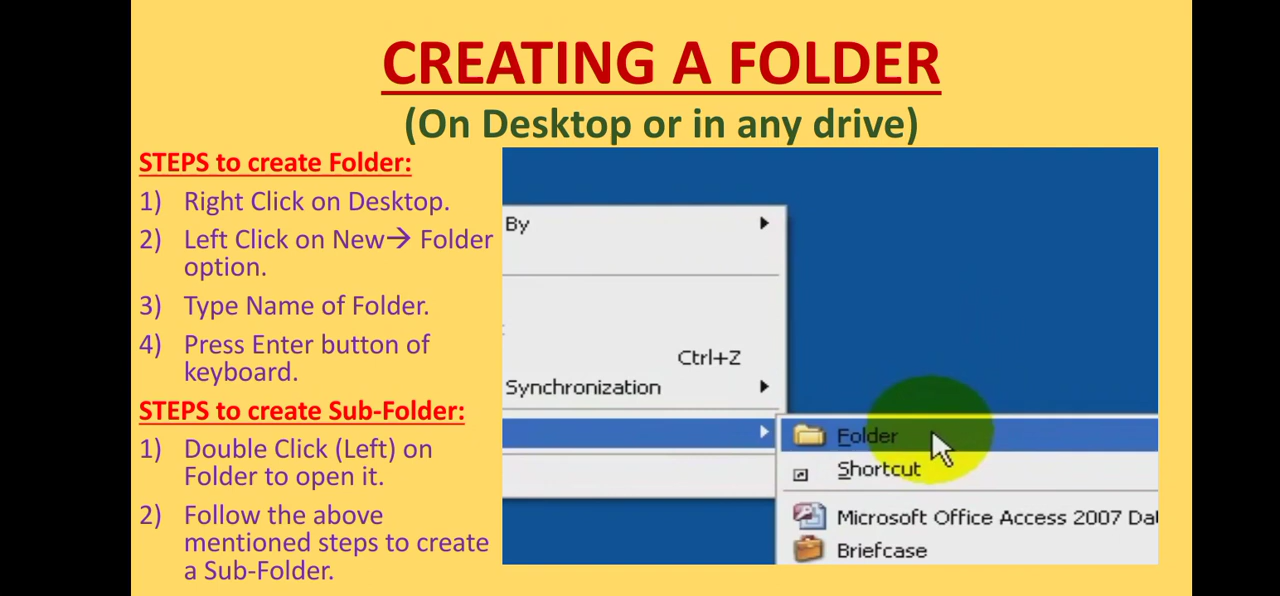 CREATING A FOLDER
(On Desktop or in any drive)
STEPS to create Folder:
1) Right Click on Desktop.
2) Left Click on New→ Folder
option.
3) Type Name of Folder.
4) Press Enter button of
keyboard.
STEPS to create Sub-Folder:
1) Double Click (Left) on
Folder to open it.
2) Follow the above
mentioned steps to create
a Sub-Folder.
By
Ctrl+Z
Synchronization
Folder
Shortcut
Microsoft Office Access 2007
Briefcase